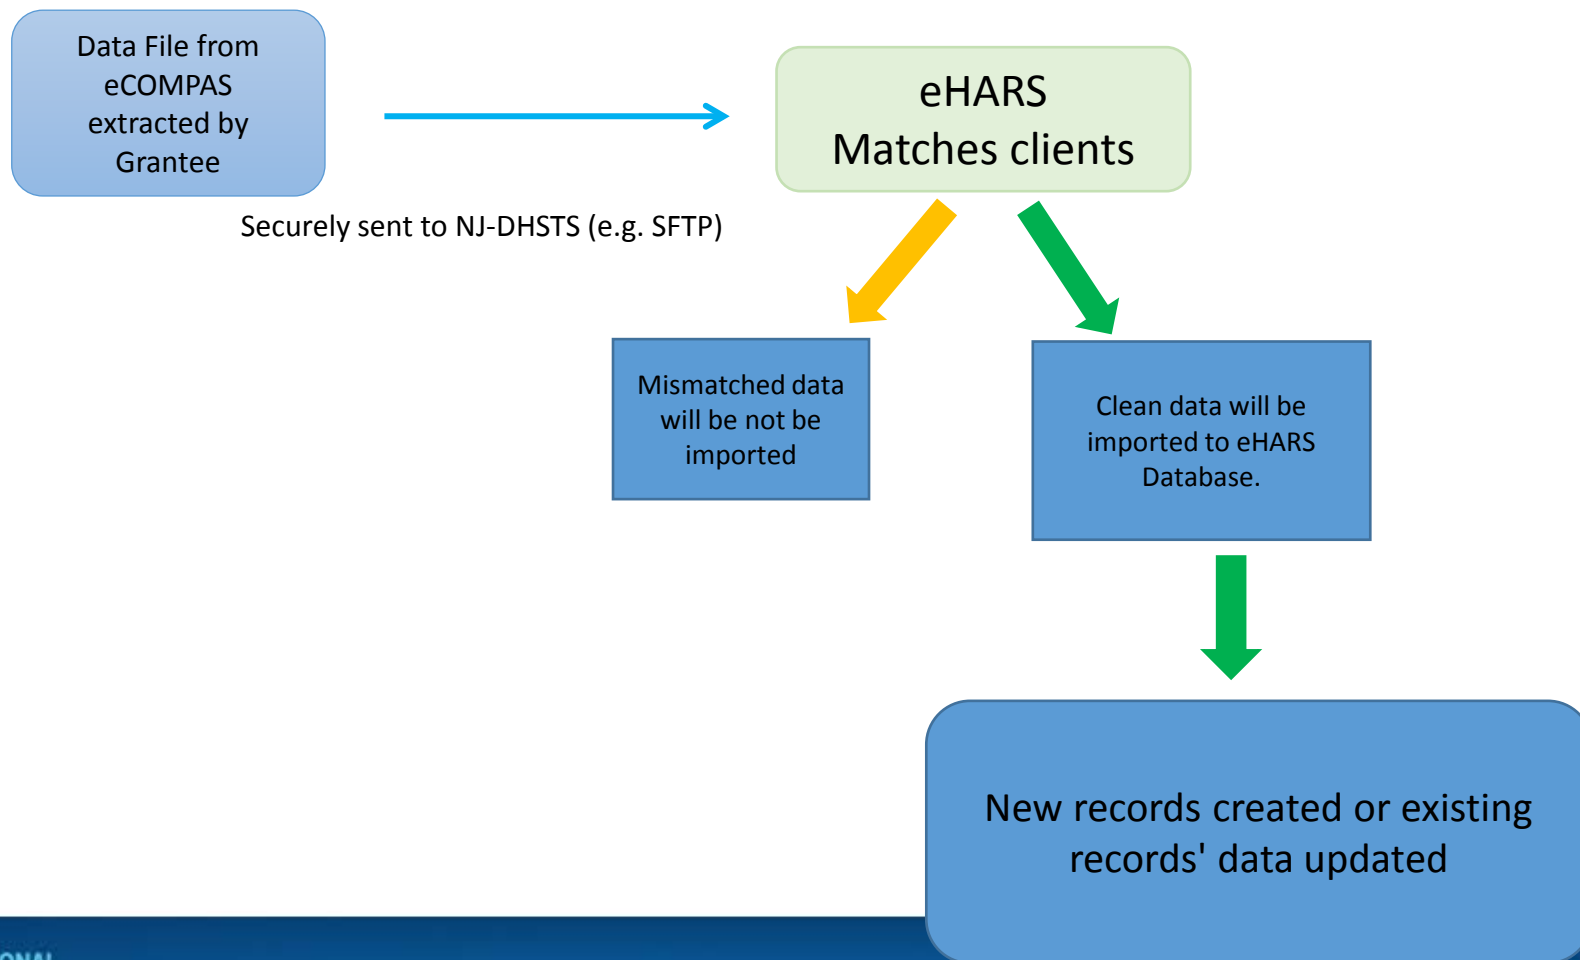 Data File from
eCOMPAS
extracted by
Grantee
eHARS
Matches clients
Securely sent to NJ-DHSTS (e.g. SFTP)
Mismatched data
will be not be
imported
Clean data will be
imported to eHARS
Database.
New records created or existing
records' data updated